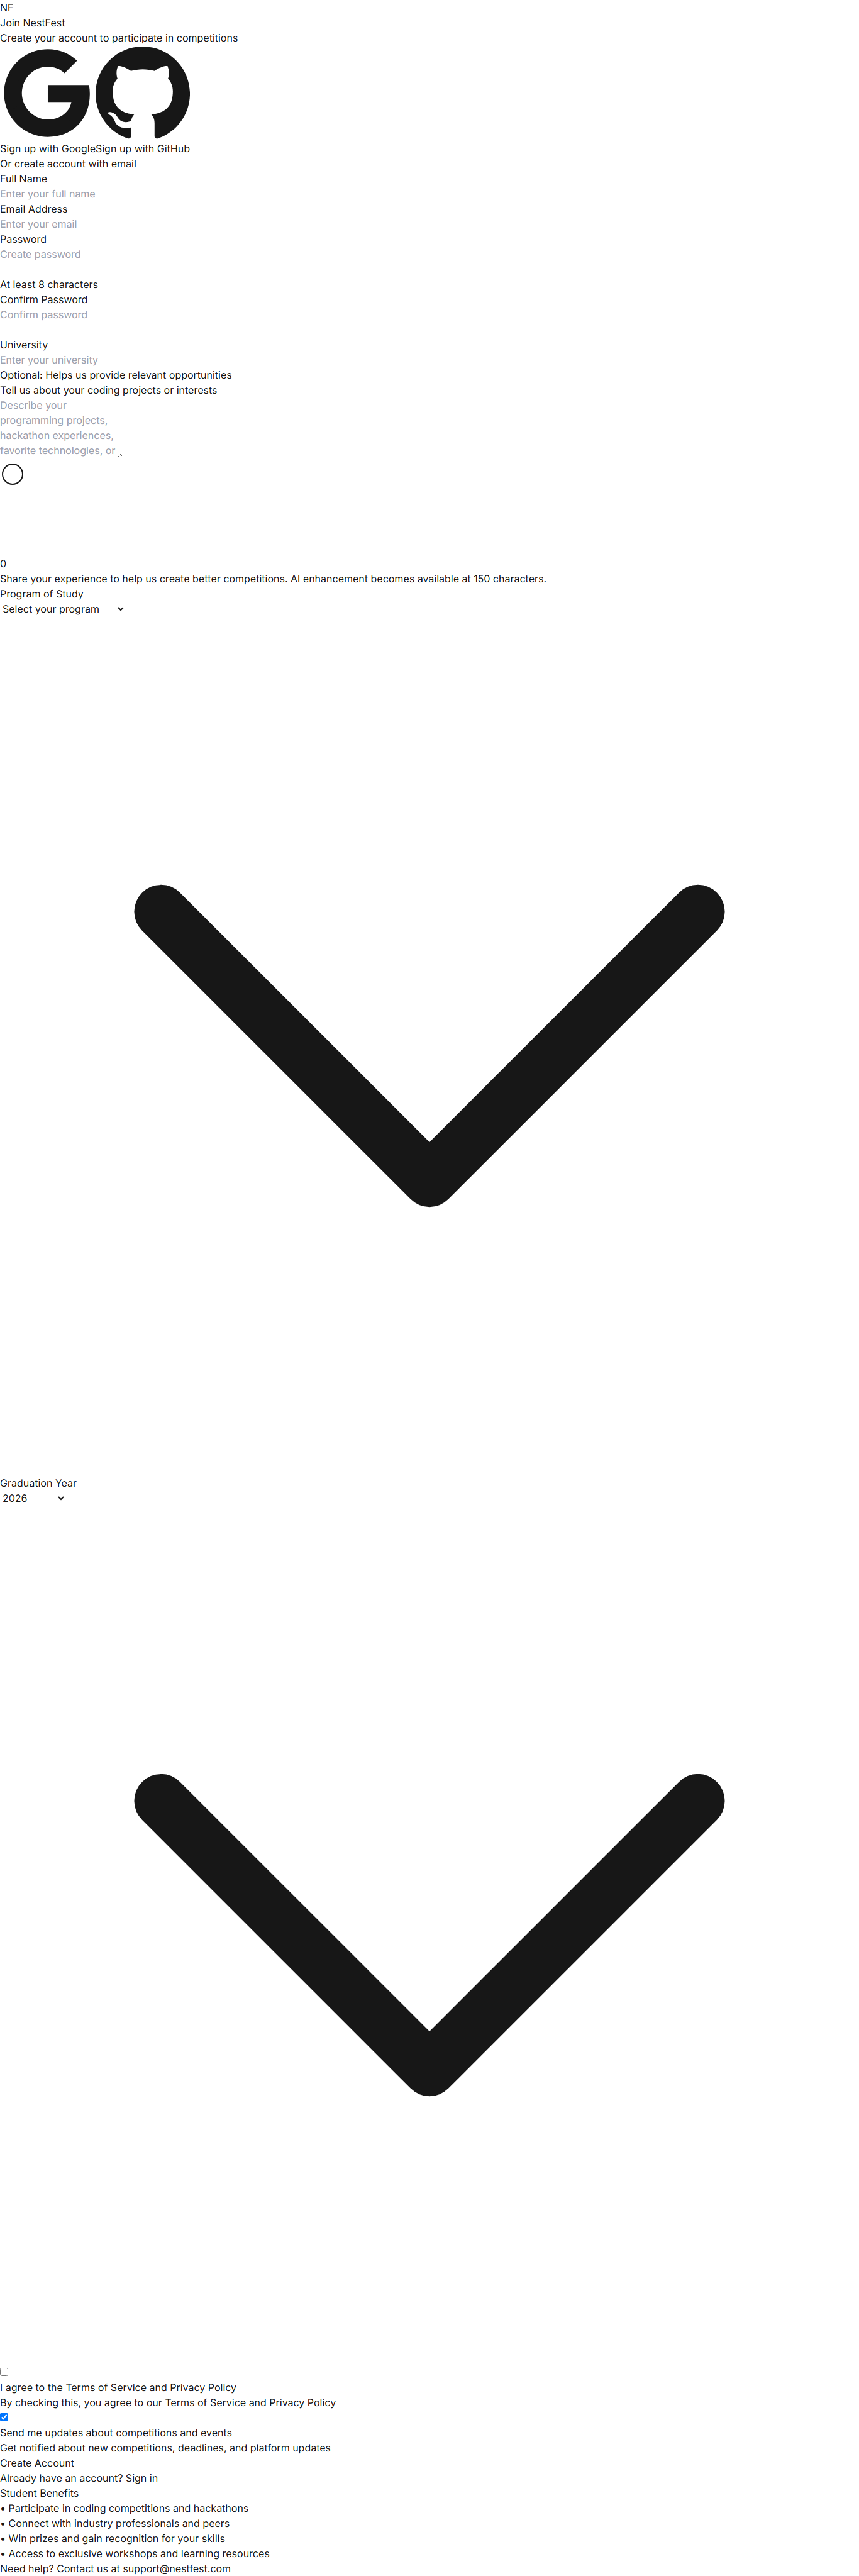 NF
Join NestFest
Create your account to participate in competitions
Sign up with GoogleSign up with GitHub
Or create account with email
Full Name
Enter your full name
Email Address
Enter your email
Password
Create password
At least 8 characters
Confirm Password
Confirm password
University
Enter your university
Optional: Helps us provide relevant opportunities
Tell us about your coding projects or interests
Describe your
programming projects,
hackathon experiences,
favorite technologies, or
0
Share your experience to help us create better competitions. AI enhancement becomes available at 150 characters.
Program of Study
Select your program
Graduation Year
2026
I agree to the Terms of Service and Privacy Policy
By checking this, you agree to our Terms of Service and Privacy Policy
Send me updates about competitions and events
Get notified about new competitions, deadlines, and platform updates
Create Account
Already have an account? Sign in
Student Benefits
• Participate in coding competitions and hackathons
• Connect with industry professionals and peers
• Win prizes and gain recognition for your skills
• Access to exclusive workshops and learning resources
Need help? Contact us at support@nestfest.com